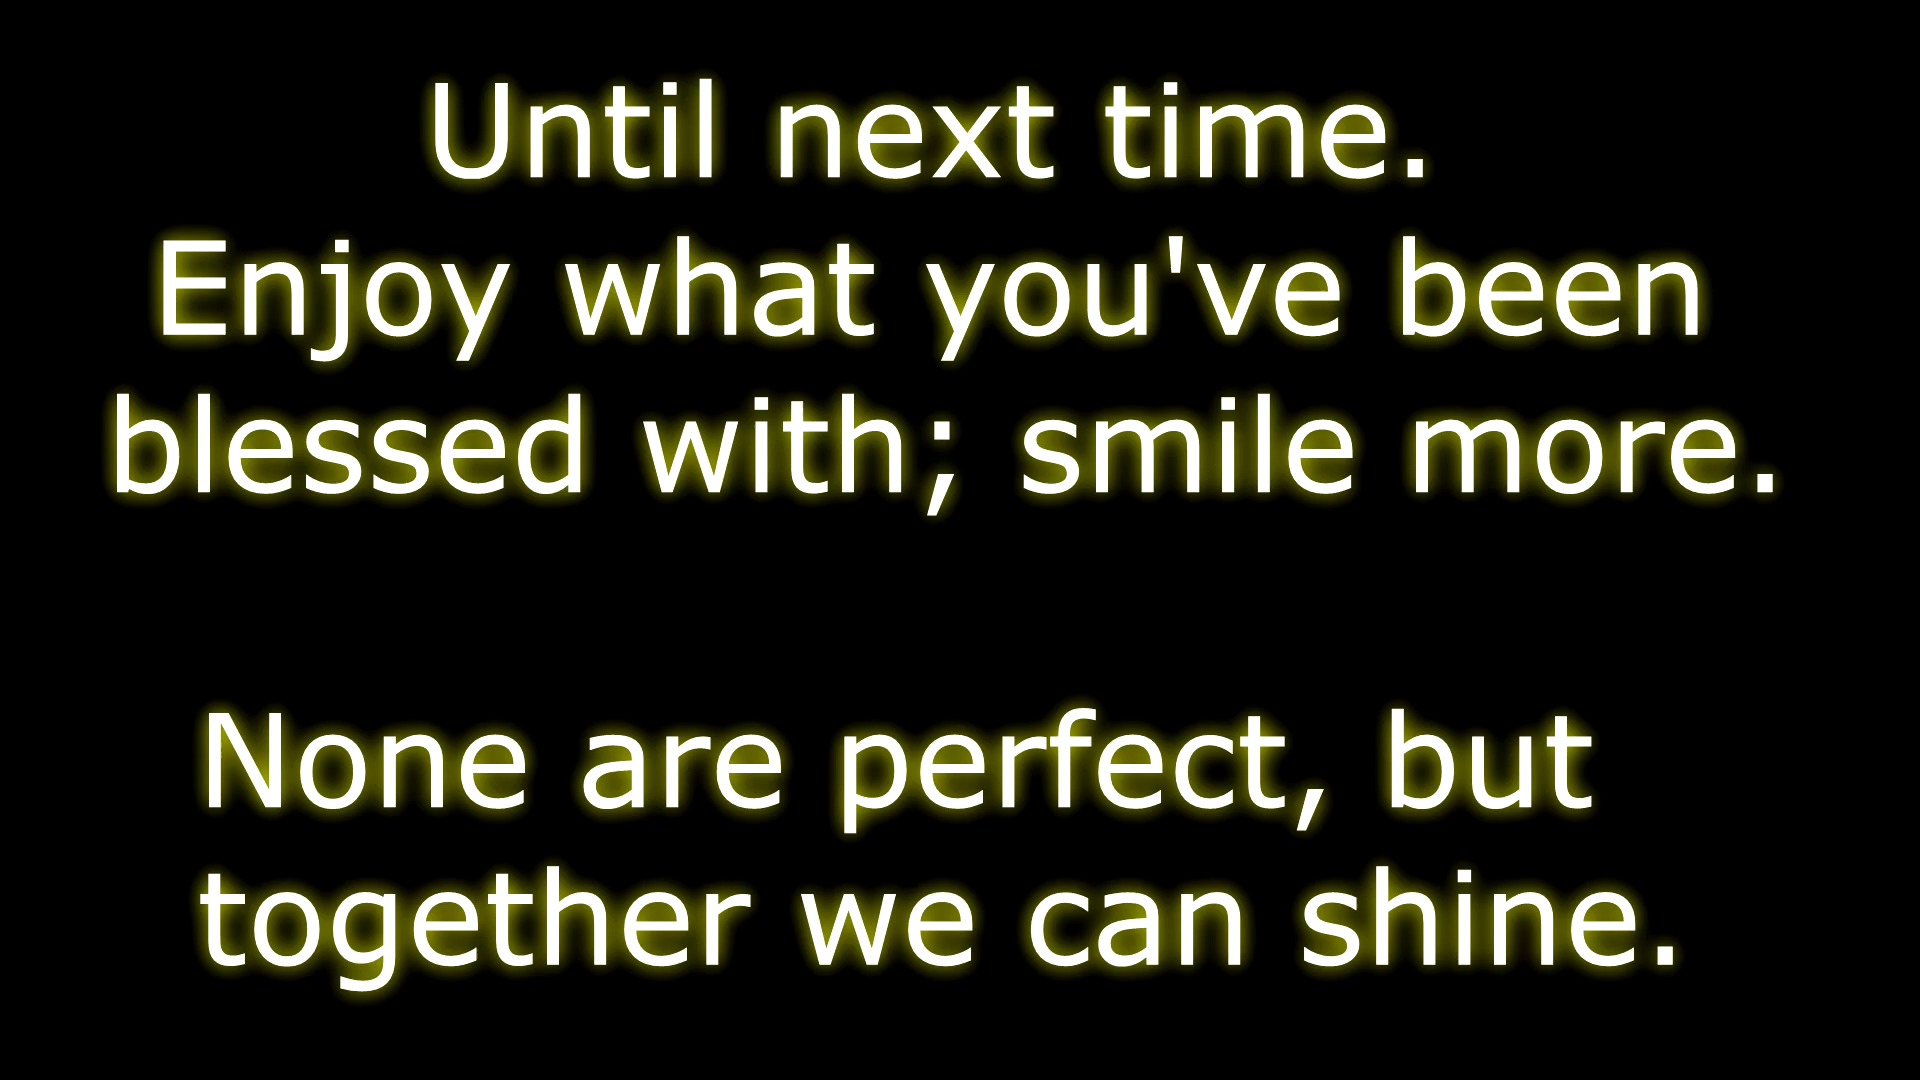 Until next time.
Enjoy what you've been
blessed with; smile more.
None are perfect, but
together we can shine.